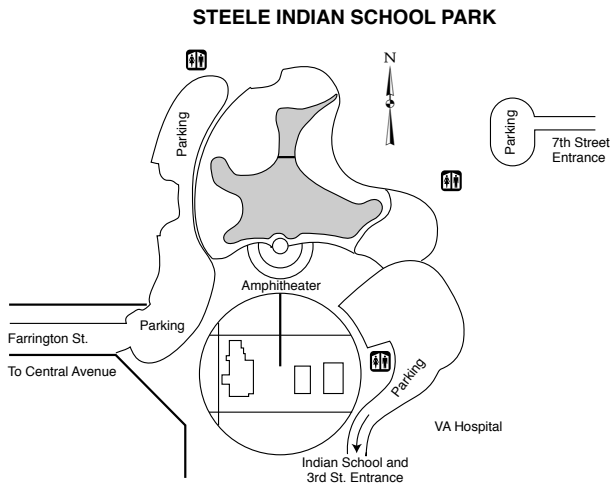 STEELE INDIAN SCHOOL PARK
N
Parking
Parking
7th Street
Entrance
Amphitheater
Parking
Farrington St.
To Central Avenue
Parking
VA Hospital
Indian School and
3rd St. Entrance